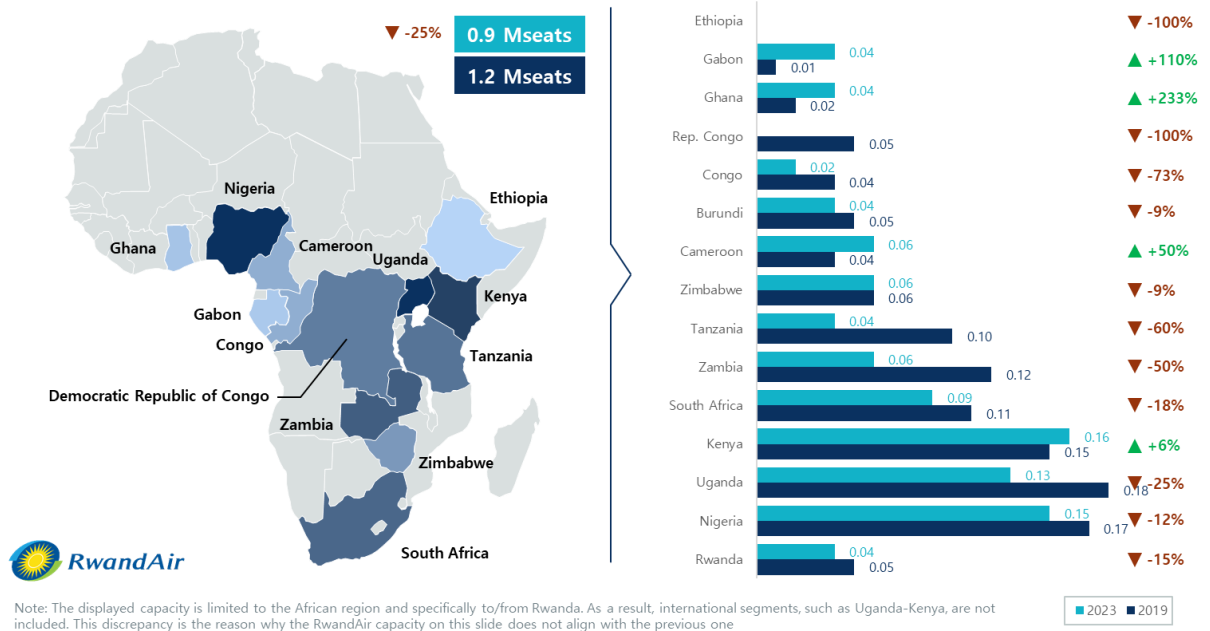 ▼ -25%
0.9 Mseats
1.2 Mseats
Nigeria
Ethiopia
Ghana
Cameroon
Uganda
Kenya
Gabon
Congo
Tanzania
Democratic Republic of Congo
Zambia
Zimbabwe
South Africa
RwandAir
Ethiopia ▼ -100%
Gabon 0.04 0.01 ▲ +110%
Ghana 0.04 0.02 ▲ +233%
Rep. Congo 0.05 ▼ -100%
Congo 0.02 0.04 ▼ -73%
Burundi 0.04 0.05 ▼ -9%
Cameroon 0.06 0.04 ▲ +50%
Zimbabwe 0.06 0.06 ▼ -9%
Tanzania 0.04 0.10 ▼ -60%
Zambia 0.06 0.12 ▼ -50%
South Africa 0.09 0.11 ▼ -18%
Kenya 0.16 0.15 ▲ +6%
Uganda 0.13 0.18 ▼ -25%
Nigeria 0.15 0.17 ▼ -12%
Rwanda 0.04 0.05 ▼ -15%
Note: The displayed capacity is limited to the African region and specifically to/from Rwanda. As a result, international segments, such as Uganda-Kenya, are not
included. This discrepancy is the reason why the RwandAir capacity on this slide does not align with the previous one
2023 2019